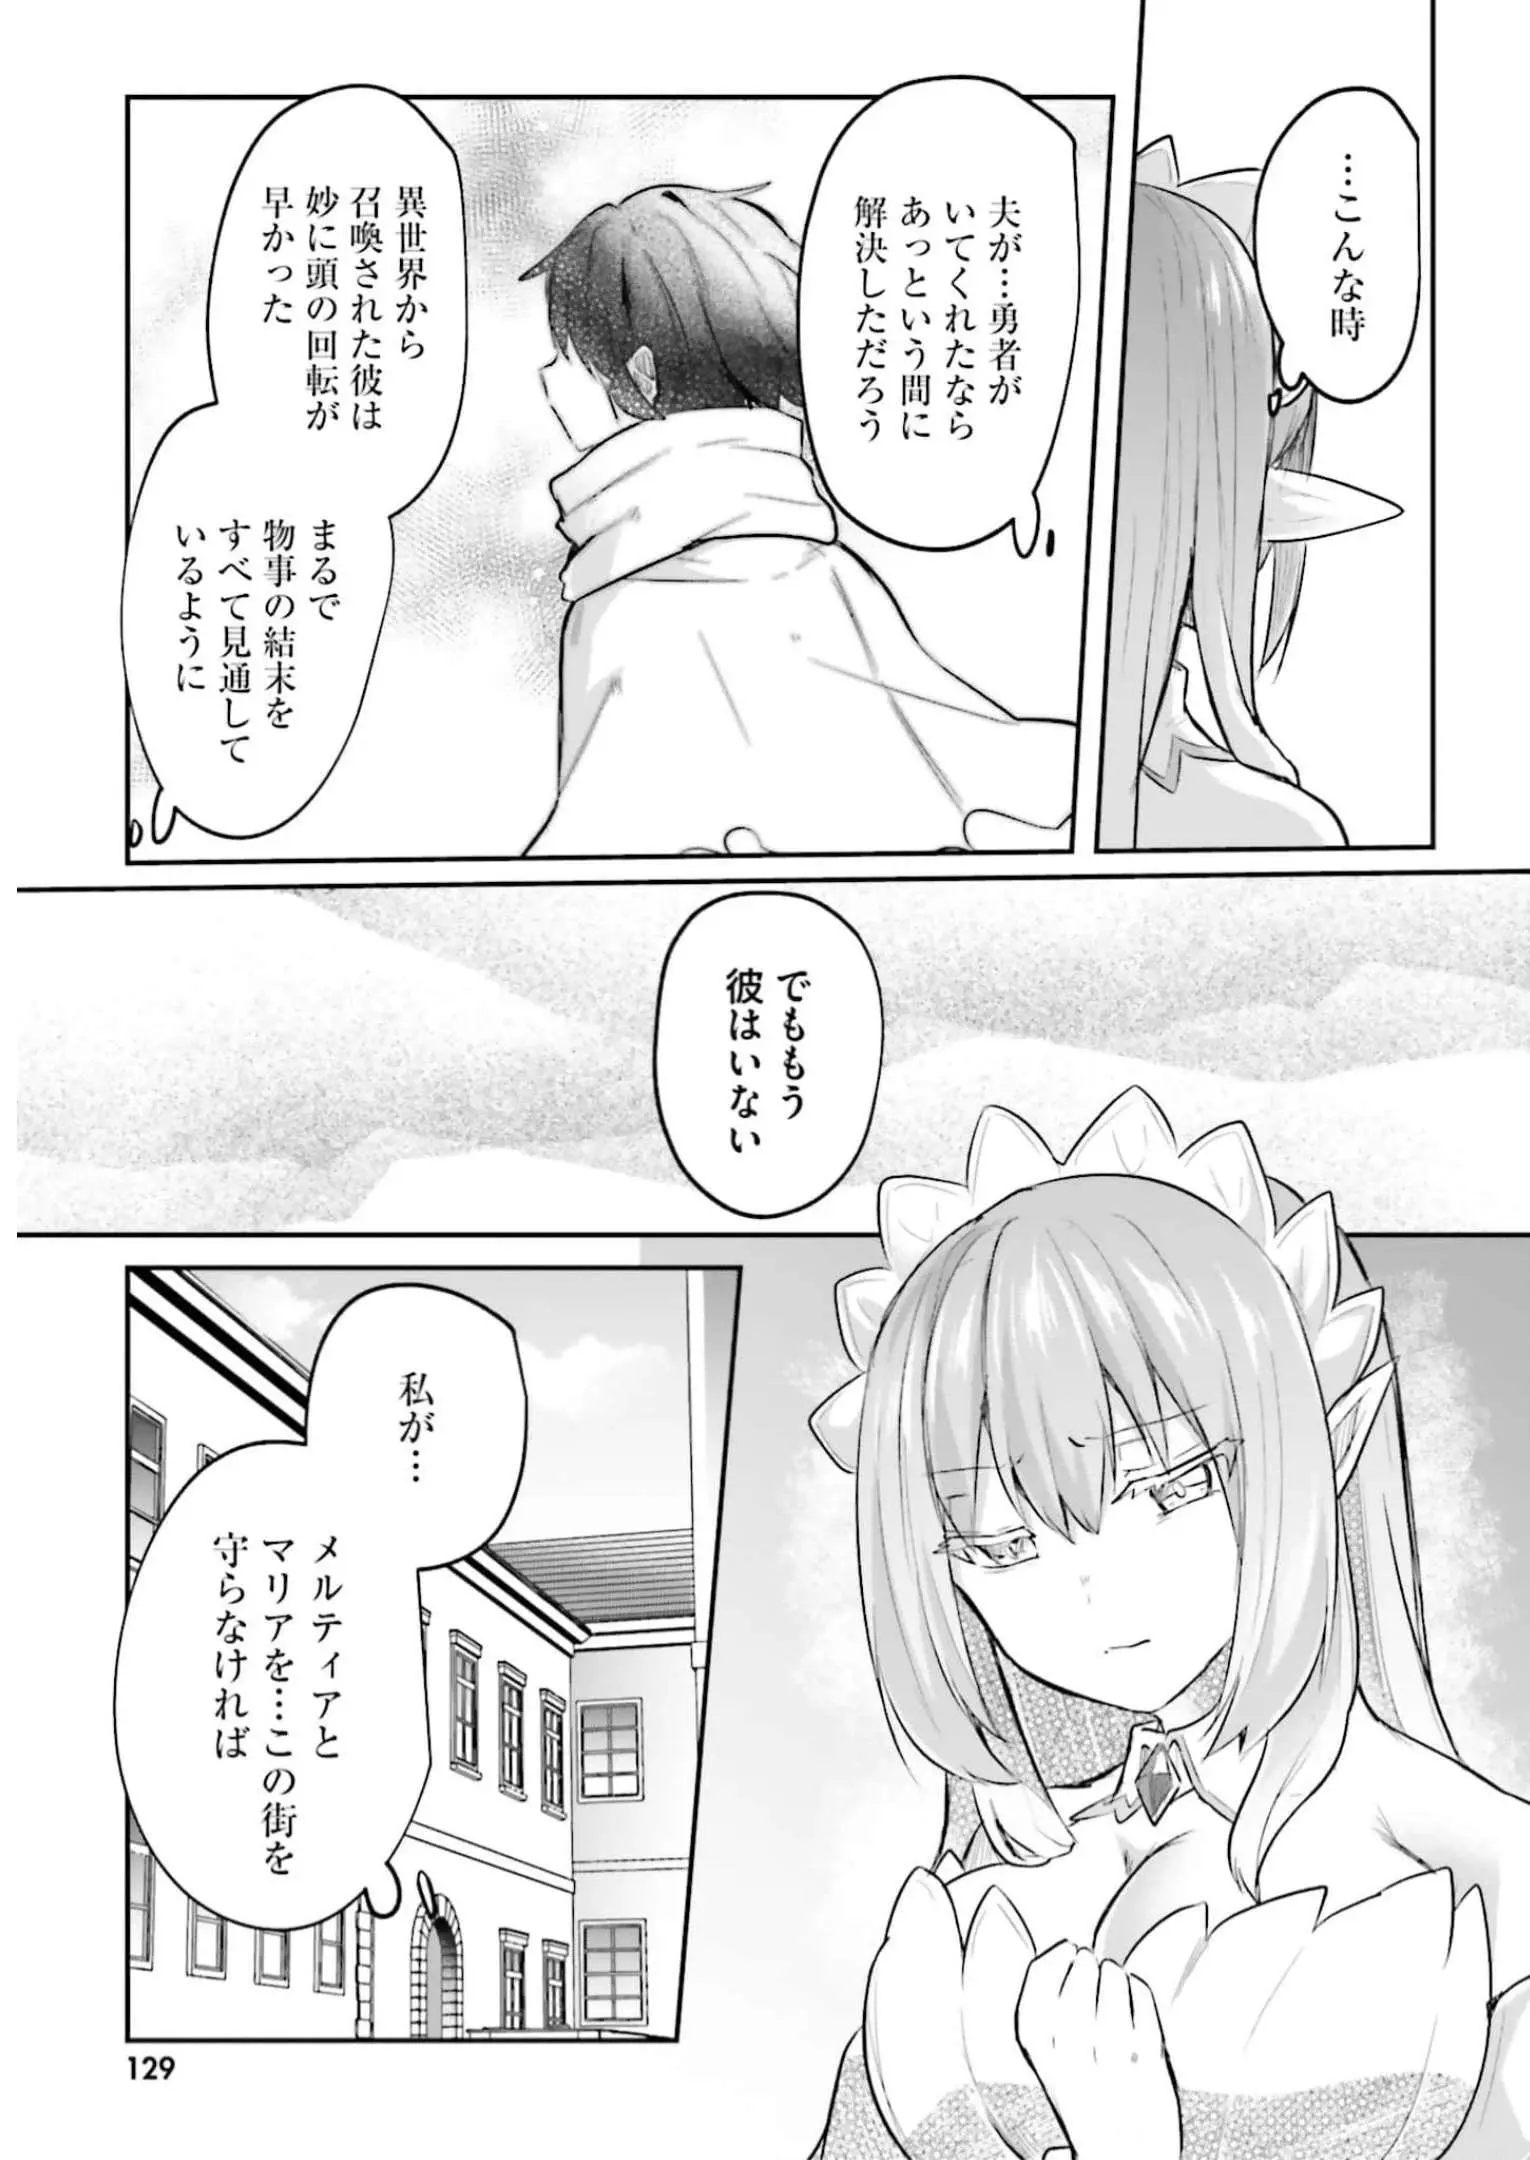 …こんな時
夫が…勇者が
いてくれたなら
あっという間に
解決しただろう
異世界から
召喚された彼は
妙に頭の回転が
早かった
まるで
物事の結末を
すべて見通して
いるように
でももう
彼はいない
私が…
メルティアと
マリアを…この街を
守らなければ
129